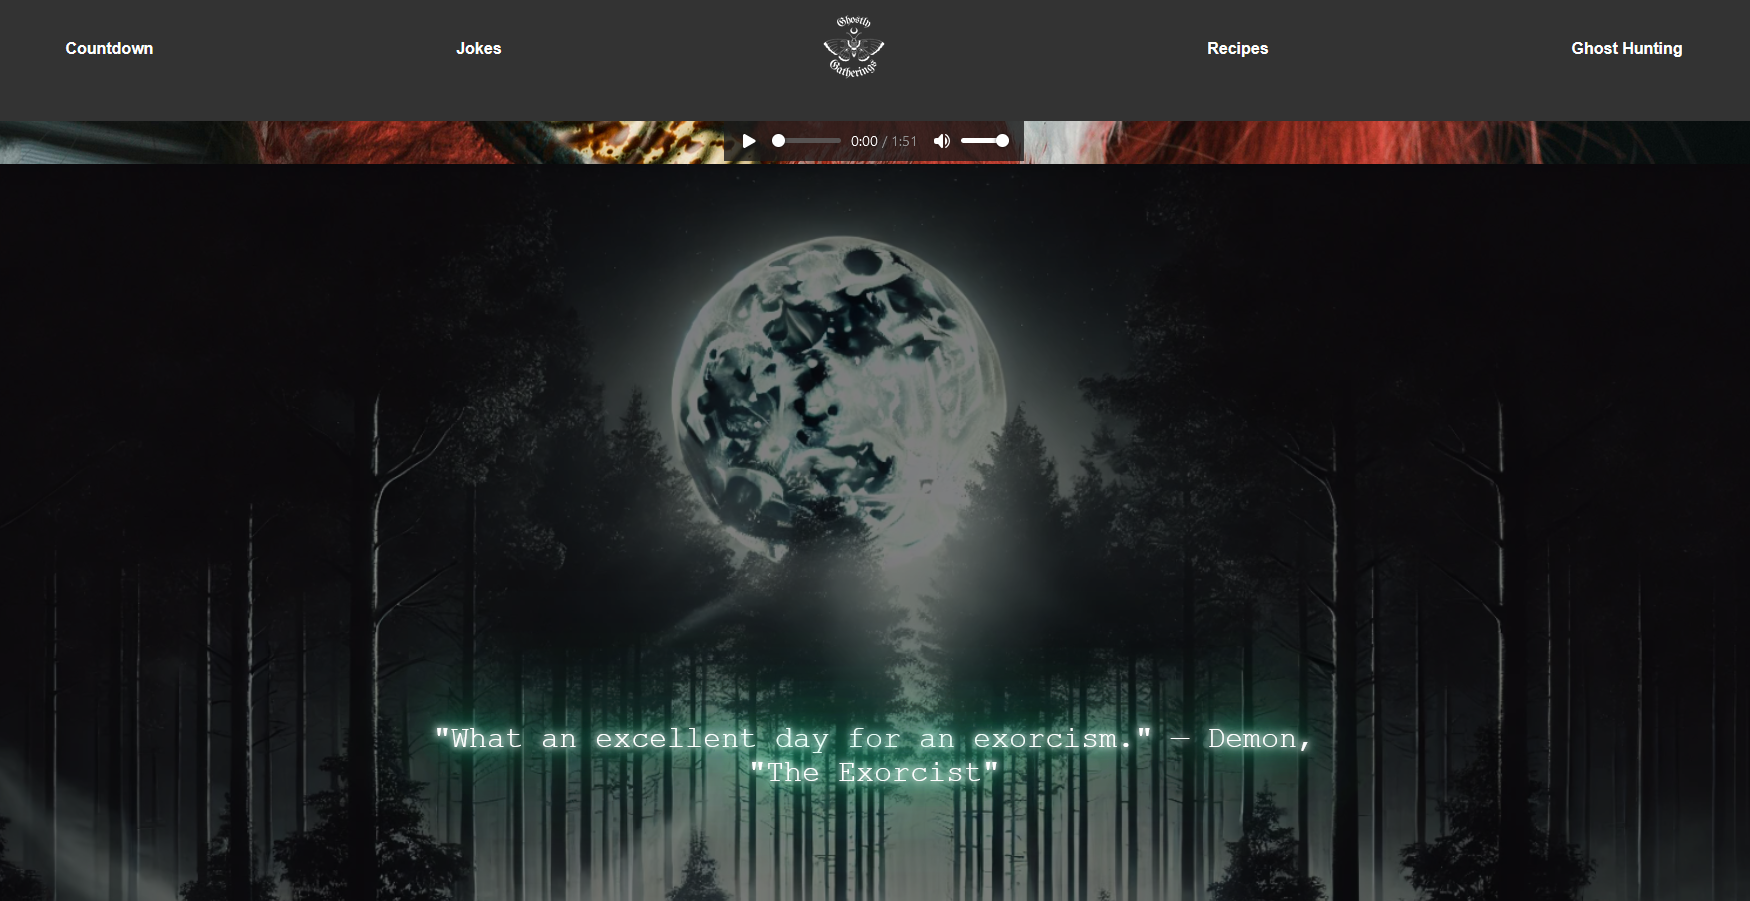 Countdown
Jokes
Ghostly
Gatherings
Recipes
Ghost Hunting
0:00 / 1:51
"What an excellent day for an exorcism." — Demon,
"The Exorcist"